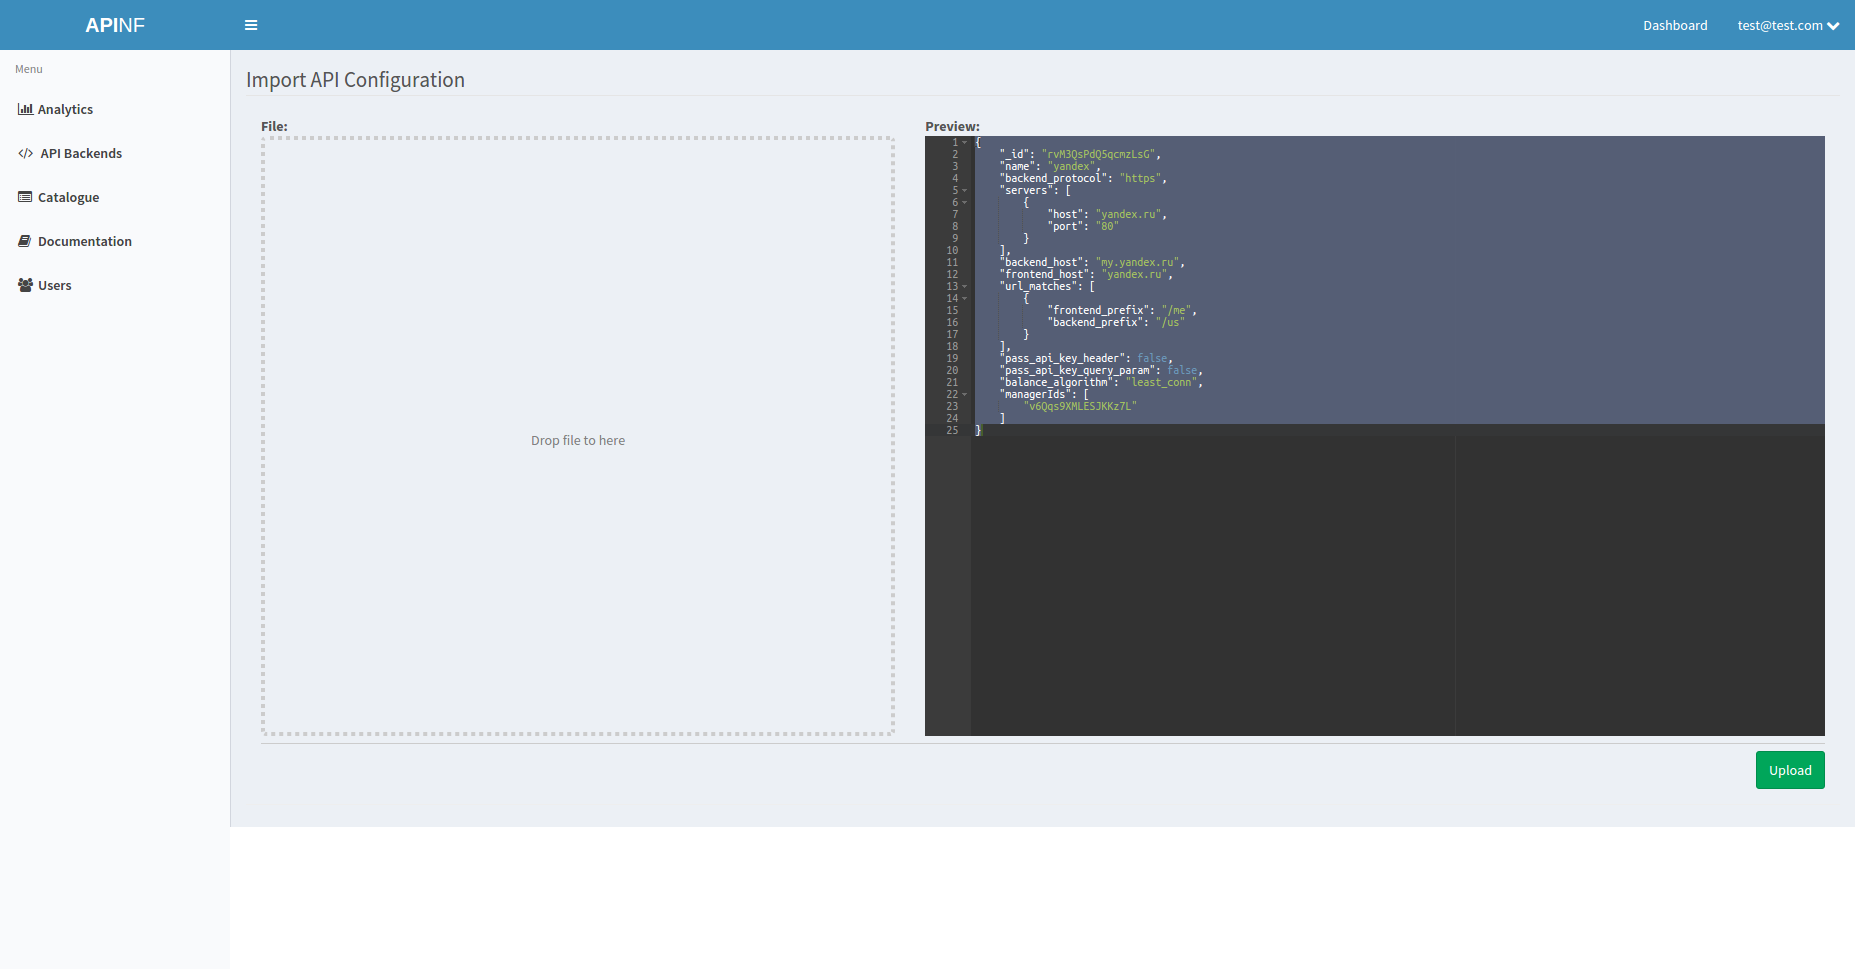 APINF
Dashboard
test@test.com
Menu
Analytics
API Backends
Catalogue
Documentation
Users
Import API Configuration
File:
Drop file to here
Preview:
1 {
2 "_id": "rvM3QsPdQ5qcmzLsG",
3 "name": "yandex",
4 "backend_protocol": "https",
5 "servers": [
6 {
7 "host": "yandex.ru",
8 "port": "80"
9 }
10 ],
11 "backend_host": "my.yandex.ru",
12 "frontend_host": "yandex.ru",
13 "url_matches": [
14 {
15 "frontend_prefix": "/me",
16 "backend_prefix": "/us"
17 }
18 ],
19 "pass_api_key_header": false,
20 "pass_api_key_query_param": false,
21 "balance_algorithm": "least_conn",
22 "managerIds": [
23 "v6Qqs9XMLESJKKz7L"
24 ]
25 }
Upload